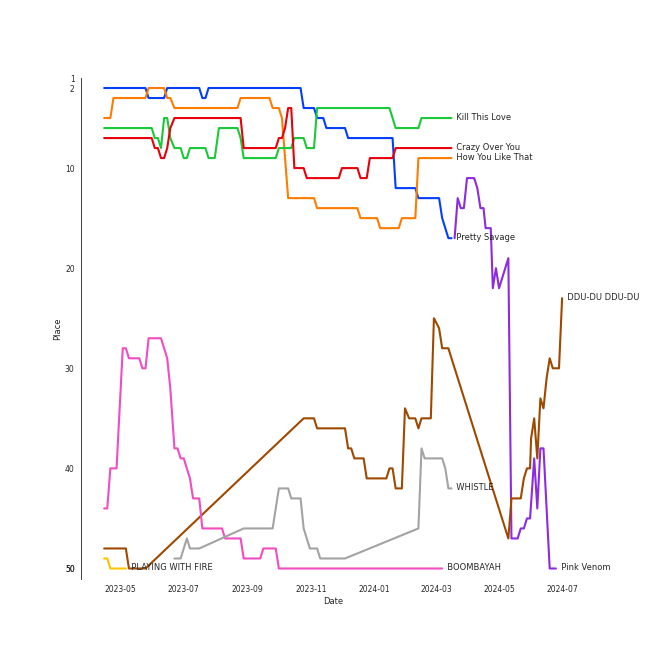 1
2
10
20
30
40
50
Place
Kill This Love
Crazy Over You
How You Like That
Pretty Savage
DDU-DU DDU-DU
WHISTLE
PLAYING WITH FIRE
BOOMBAYAH
Pink Venom
2023-05
2023-07
2023-09
2023-11
2024-01
2024-03
2024-05
2024-07
Date